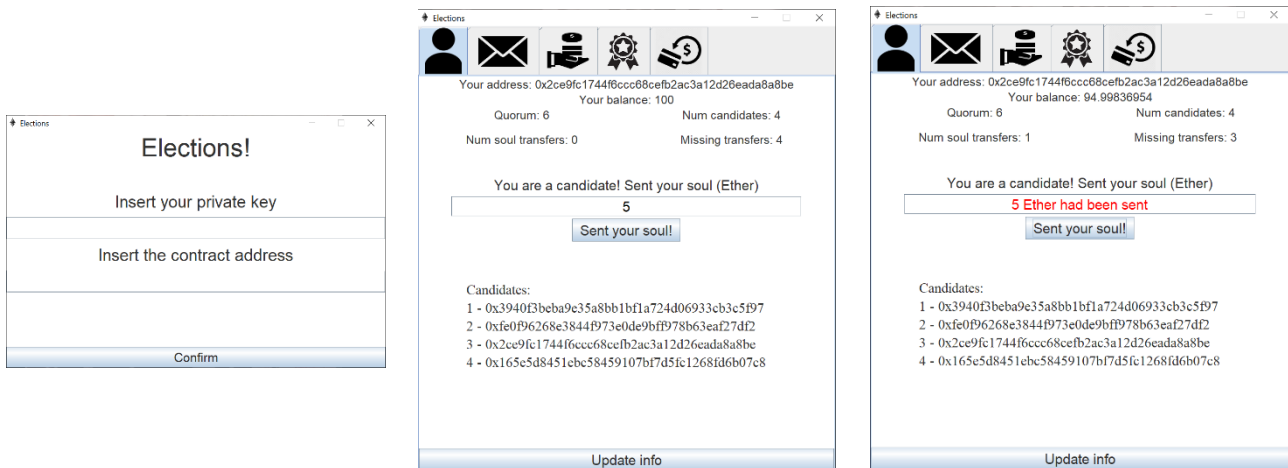 Elections
Elections!
Insert your private key
Insert the contract address
Confirm
Elections
Your address: 0x2ce9fc1744f6ccc68cefb2ac3a12d26eada8a8be
Your balance: 100
Quorum: 6 Num candidates: 4
Num soul transfers: 0 Missing transfers: 4
You are a candidate! Sent your soul (Ether)
5
Sent your soul!
Candidates:
1 - 0x3940f3beba9e35a8bb1bf1a724d06933cb3c5f97
2 - 0xfe0f96268e3844f973e0de9bff978b63eaf27df2
3 - 0x2ce9fc1744f6ccc68cefb2ac3a12d26eada8a8be
4 - 0x165e5d8451ebc58459107bf7d5fc1268fd6b07c8
Update info
Elections
Your address: 0x2ce9fc1744f6ccc68cefb2ac3a12d26eada8a8be
Your balance: 94.99836954
Quorum: 6 Num candidates: 4
Num soul transfers: 1 Missing transfers: 3
You are a candidate! Sent your soul (Ether)
5 Ether had been sent
Sent your soul!
Candidates:
1 - 0x3940f3beba9e35a8bb1bf1a724d06933cb3c5f97
2 - 0xfe0f96268e3844f973e0de9bff978b63eaf27df2
3 - 0x2ce9fc1744f6ccc68cefb2ac3a12d26eada8a8be
4 - 0x165e5d8451ebc58459107bf7d5fc1268fd6b07c8
Update info